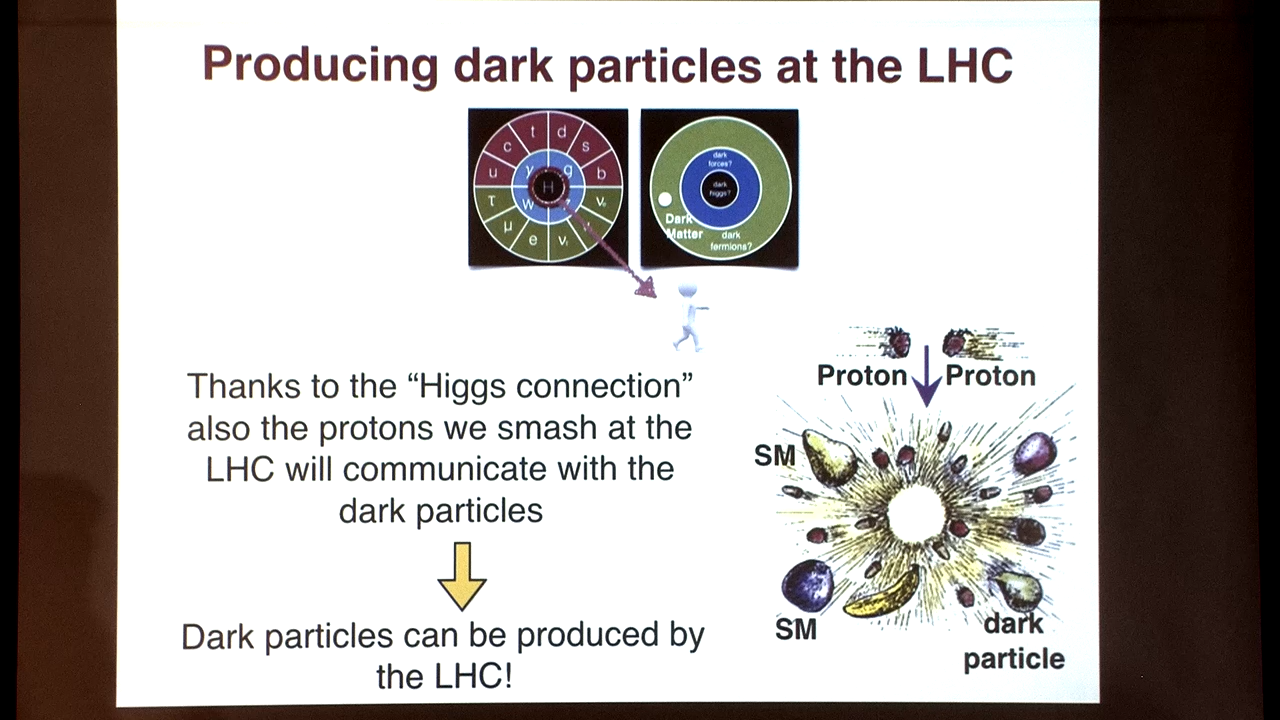 Producing dark particles at the LHC
t d
c s
u γ g b
H
τ W νe
μ
e ντ
dark
forces?
dark
higgs?
Dark
Matter
dark
fermions?
Proton Proton
Thanks to the “Higgs connection”
also the protons we smash at the
LHC will communicate with the
dark particles
SM
Dark particles can be produced by
the LHC!
SM
dark
particle